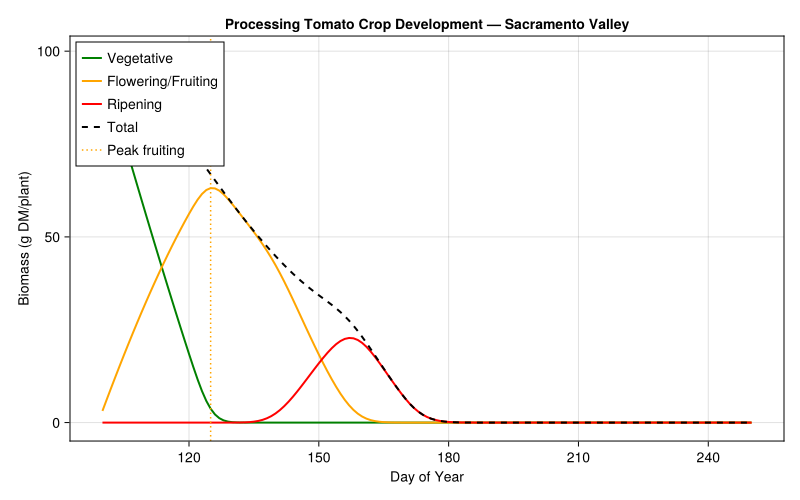 Processing Tomato Crop Development — Sacramento Valley
Vegetative
Flowering/Fruiting
Ripening
Total
Peak fruiting
100
50
0
Biomass (g DM/plant)
120 150 180 210 240
Day of Year